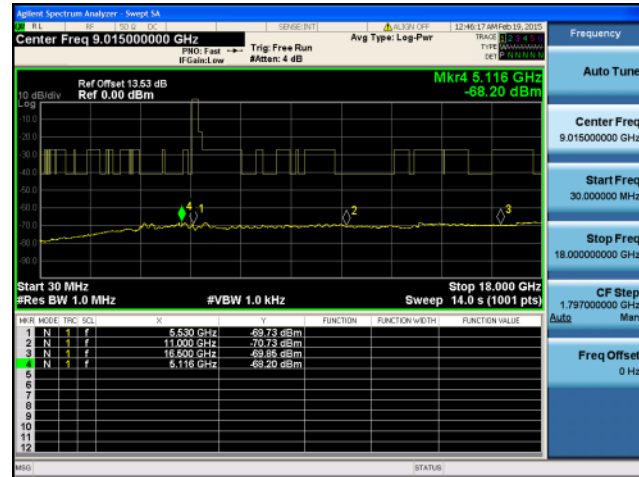 Agilent Spectrum Analyzer - Swept SA
RL RF 50 Ω DC SENSE:INT ALIGN OFF 12:46:17 AM Feb 19, 2015
Center Freq 9.015000000 GHz
PNO: Fast
IFGain:Low
Trig: Free Run
#Atten: 4 dB
Avg Type: Log-Pwr
TRACE 1 2 3 4 5 6
TYPE
DET P N N N N N
Ref Offset 13.53 dB
10 dB/div Ref 0.00 dBm
Log
Mkr4 5.116 GHz
-68.20 dBm
-10.0
-20.0
-30.0
-40.0
-50.0
-60.0
-70.0
-80.0
-90.0
4
1
2
3
Start 30 MHz Stop 18.000 GHz
#Res BW 1.0 MHz #VBW 1.0 kHz Sweep 14.0 s (1001 pts)
MKR MODE TRC SCL X Y FUNCTION FUNCTION WIDTH FUNCTION VALUE
1 N 1 f 5.530 GHz -69.73 dBm
2 N 1 f 11.000 GHz -70.73 dBm
3 N 1 f 16.500 GHz -69.85 dBm
4 N 1 f 5.116 GHz -68.20 dBm
5
6
7
8
9
10
11
12
MSG STATUS
Frequency
Auto Tune
Center Freq
9.015000000 GHz
Start Freq
30.000000 MHz
Stop Freq
18.000000000 GHz
CF Step
1.797000000 GHz
Auto Man
Freq Offset
0 Hz